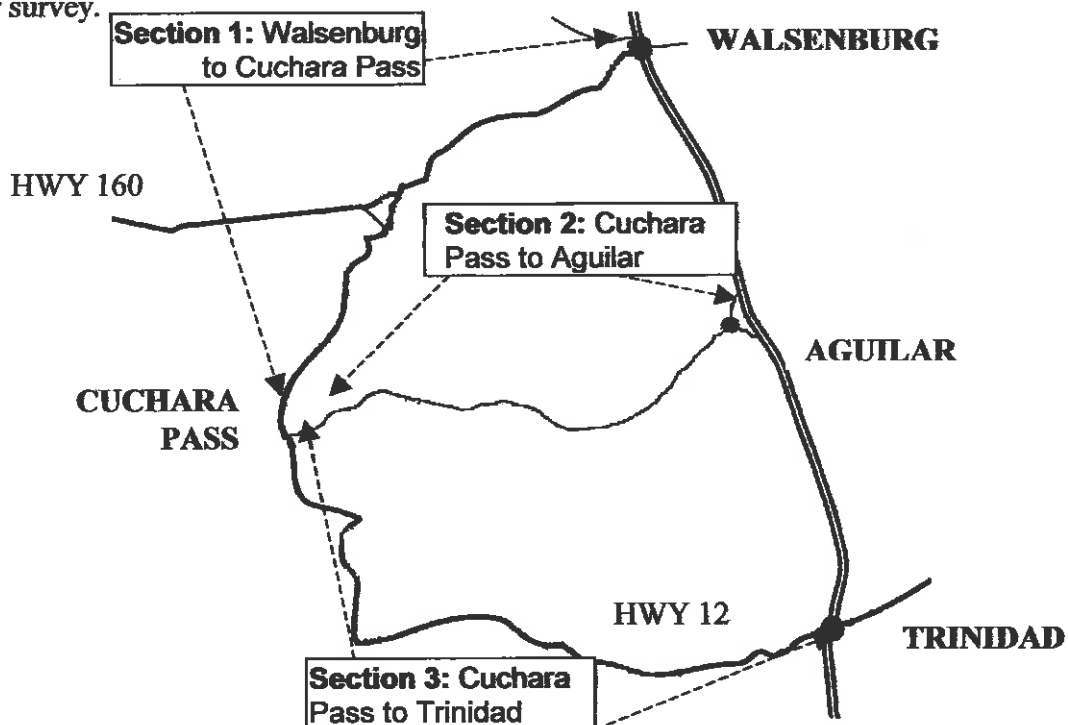 survey.
Section 1: Walsenburg
to Cuchara Pass
WALSENBURG
HWY 160
Section 2: Cuchara
Pass to Aguilar
AGUILAR
CUCHARA
PASS
HWY 12
TRINIDAD
Section 3: Cuchara
Pass to Trinidad